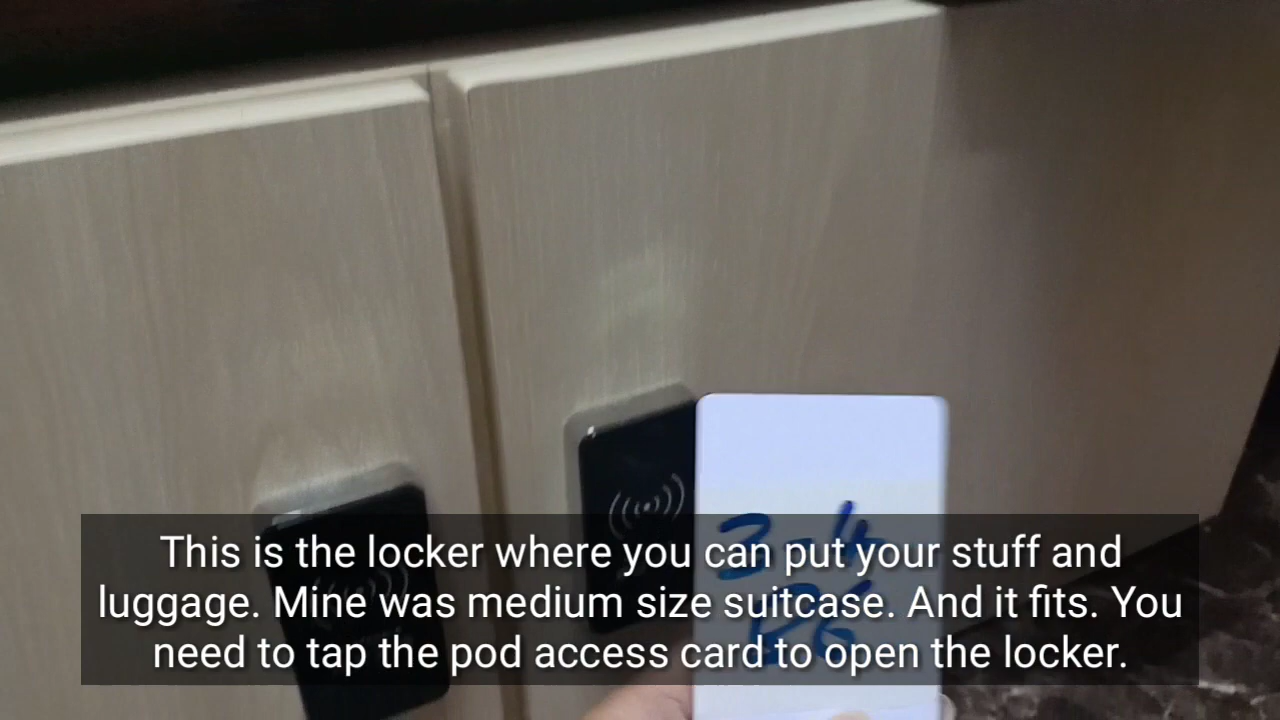 This is the locker where you can put your stuff and
luggage. Mine was medium size suitcase. And it fits. You
need to tap the pod access card to open the locker.